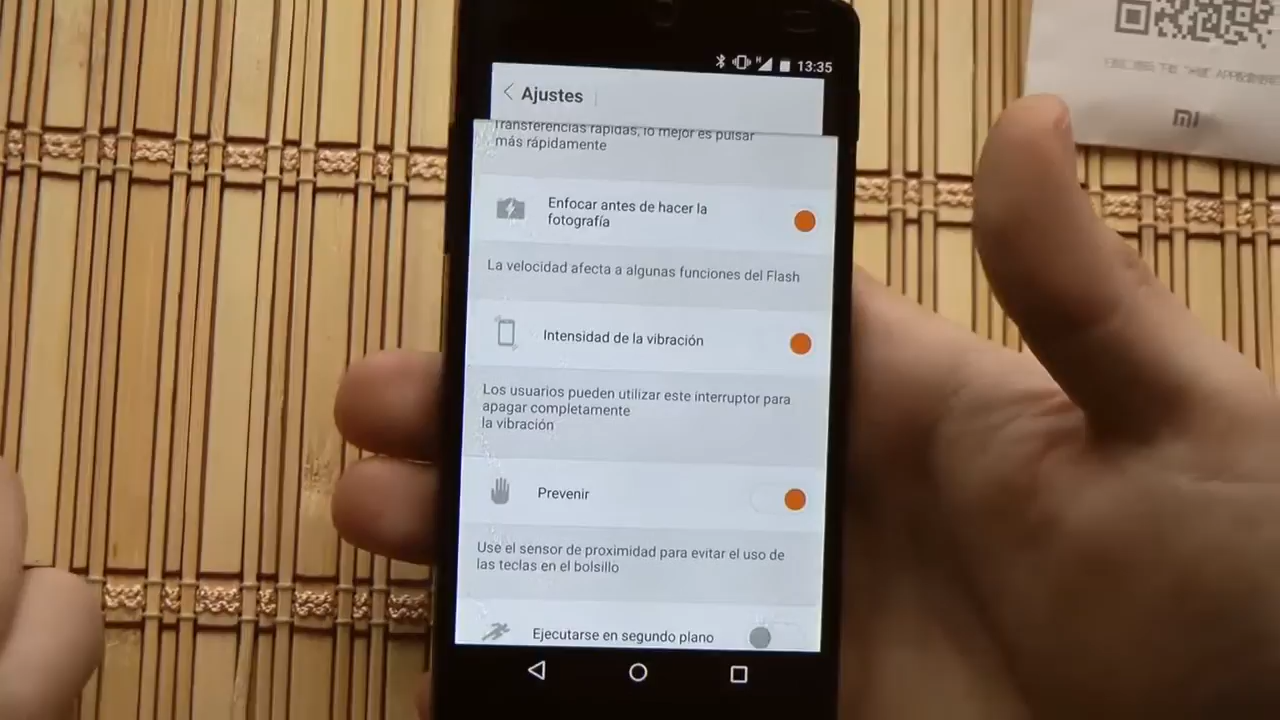 H
13:35
Ajustes
Transferencias rápidas, lo mejor es pulsar
más rápidamente
Enfocar antes de hacer la
fotografía
La velocidad afecta a algunas funciones del Flash
Intensidad de la vibración
Los usuarios pueden utilizar este interruptor para
apagar completamente
la vibración
Prevenir
Use el sensor de proximidad para evitar el uso de
las teclas en el bolsillo
Ejecutarse en segundo plano
APP
mi